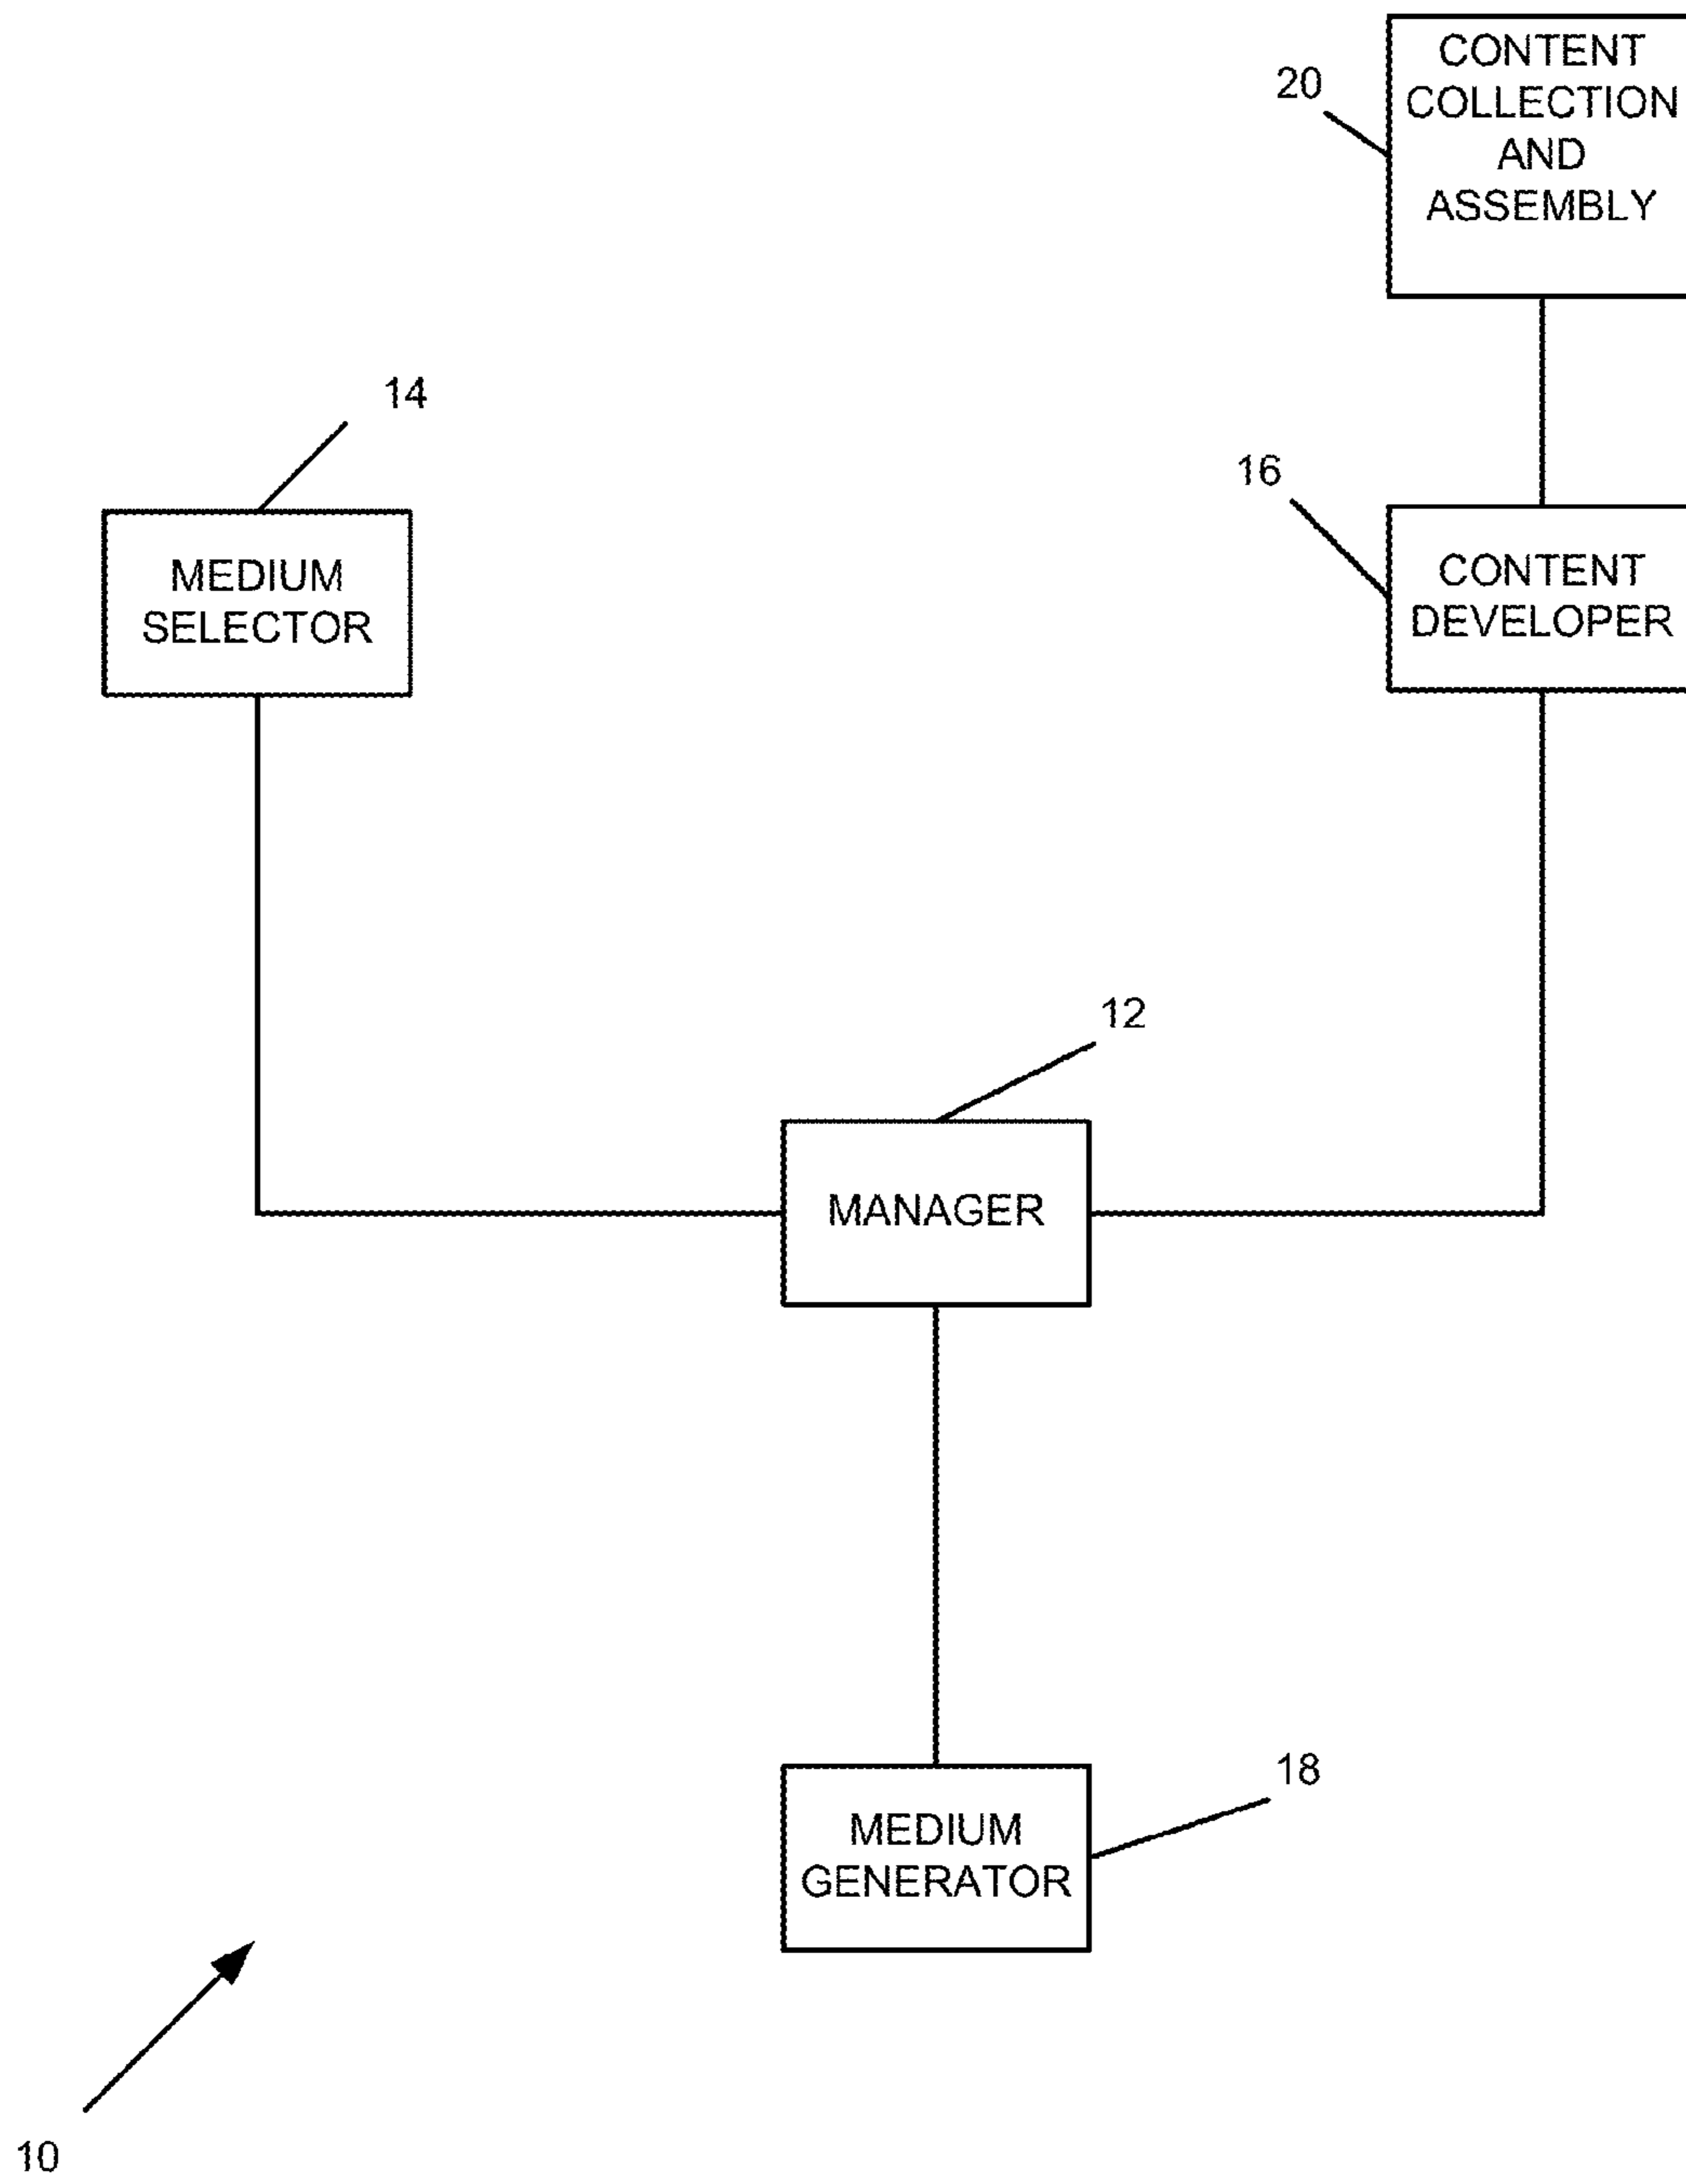 CONTENT
COLLECTION
AND
ASSEMBLY
20
14
16
MEDIUM
SELECTOR
CONTENT
DEVELOPER
12
MANAGER
18
MEDIUM
GENERATOR
10